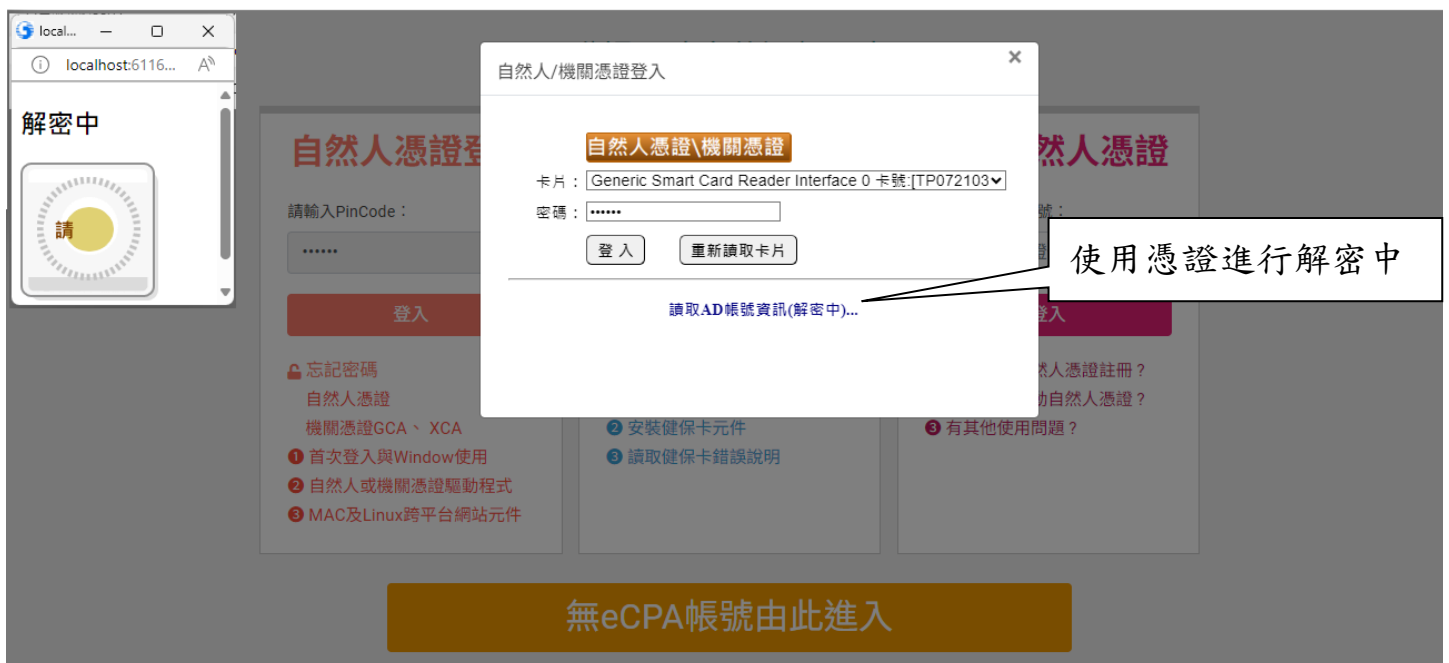 local...
localhost:6116...
解密中
請
自然人/機關憑證登入
×
自然人憑證\機關憑證
卡片：
Generic Smart Card Reader Interface 0 卡號:[TP072103
密碼：
••••••
登入
重新讀取卡片
讀取AD帳號資訊(解密中)...
使用憑證進行解密中
自然人憑證登
請輸入PinCode：
••••••
登入
忘記密碼
自然人憑證
機關憑證GCA、 XCA
❶ 首次登入與Window使用
❷ 自然人或機關憑證驅動程式
❸ MAC及Linux跨平台網站元件
❷ 安裝健保卡元件
❸ 讀取健保卡錯誤說明
然人憑證
號：
登入
然人憑證註冊？
動自然人憑證？
❸ 有其他使用問題？
無eCPA帳號由此進入